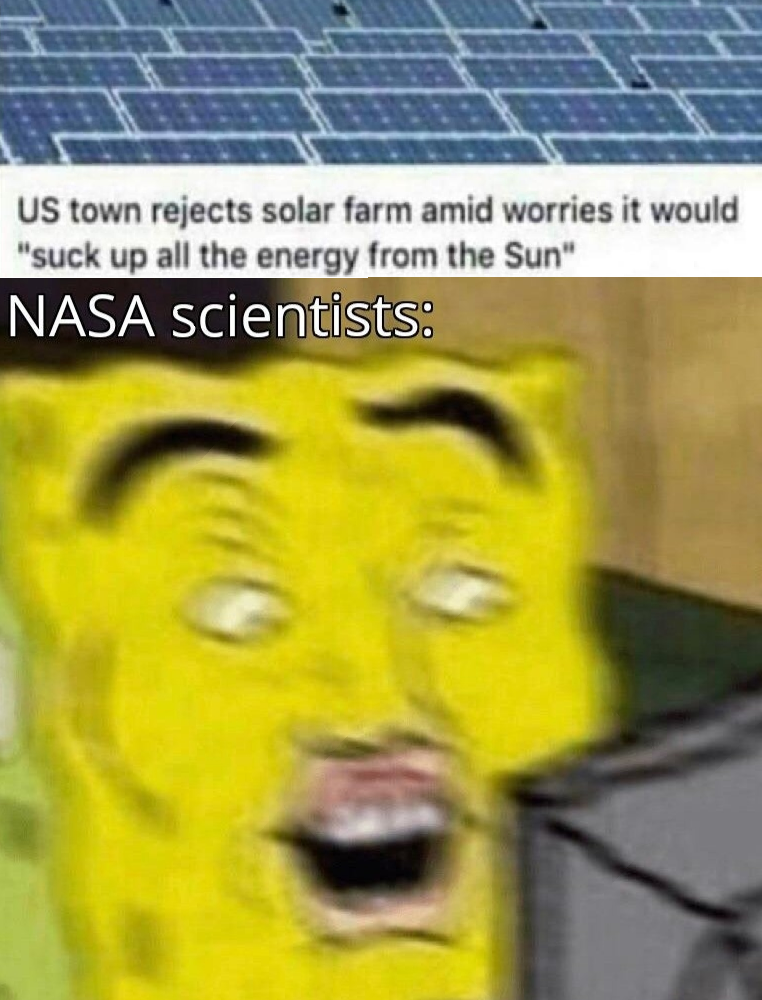 US town rejects solar farm amid worries it would
"suck up all the energy from the Sun"
NASA scientists: